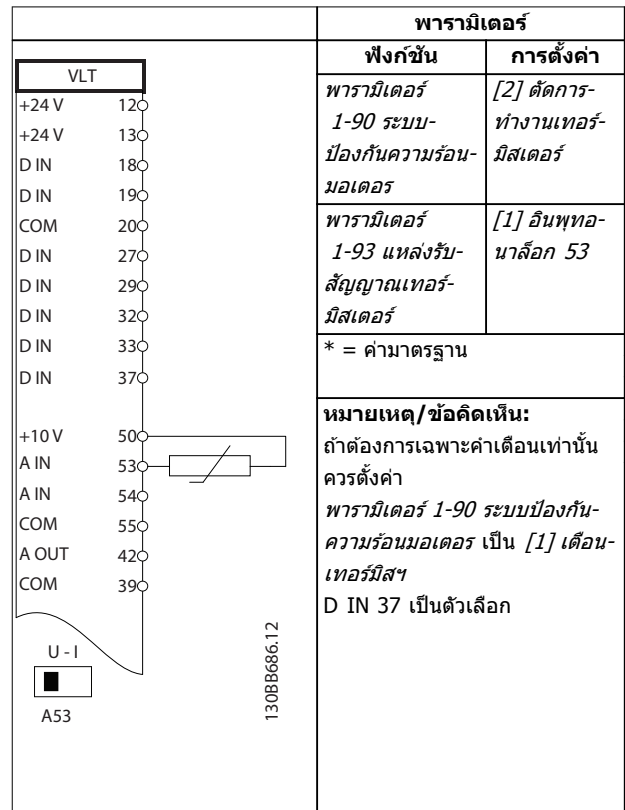 VLT
+24 V 12
+24 V 13
D IN 18
D IN 19
COM 20
D IN 27
D IN 29
D IN 32
D IN 33
D IN 37
+10 V 50
A IN 53
A IN 54
COM 55
A OUT 42
COM 39
U - I
A53
130BB686.12
พารามิเตอร์
ฟังก์ชัน การตั้งค่า
พารามิเตอร์ [2] ตัดการ-
1-90 ระบบ- ทำงานเทอร์-
ป้องกันความร้อน- มิสเตอร์
มอเตอร
พารามิเตอร์ [1] อินพุทอ-
1-93 แหล่งรับ- นาล็อก 53
สัญญาณเทอร์-
มิสเตอร์
* = ค่ามาตรฐาน
หมายเหตุ/ข้อคิดเห็น:
ถ้าต้องการเฉพาะคำเตือนเท่านั้น
ควรตั้งค่า
พารามิเตอร์ 1-90 ระบบป้องกัน-
ความร้อนมอเตอร เป็น [1] เตือน-
เทอร์มิสฯ
D IN 37 เป็นตัวเลือก